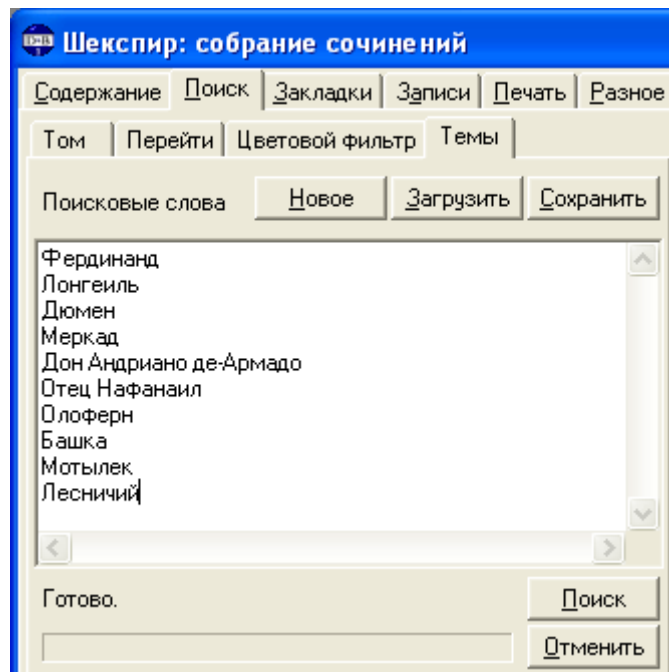 Шекспир: собрание сочинений
Содержание Поиск Закладки Записи Печать Разное
Том Перейти Цветовой фильтр Темы
Поисковые слова Новое Загрузить Сохранить
Фердинанд
Лонгеиль
Дюмен
Меркад
Дон Андриано де-Армадо
Отец Нафанаил
Олоферн
Башка
Мотылек
Лесничий
Готово. Поиск
Отменить